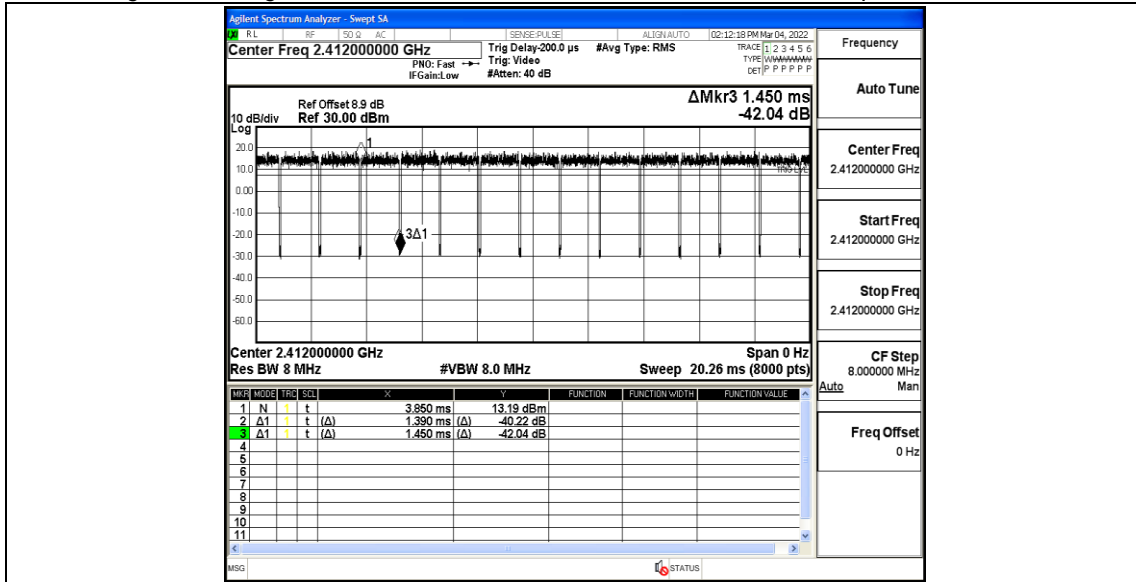 Agilent Spectrum Analyzer - Swept SA
RL RF 50 Ω AC SENSE:PULSE ALIGN AUTO 02:12:18 PM Mar 04, 2022
Center Freq 2.412000000 GHz
PNO: Fast
IFGain:Low
Trig Delay-200.0 µs
Trig: Video
#Atten: 40 dB
#Avg Type: RMS
TRACE 1 2 3 4 5 6
TYPE
DET P P P P P P
ΔMkr3 1.450 ms
-42.04 dB
Ref Offset 8.9 dB
10 dB/div Ref 30.00 dBm
Log
20.0
10.0
0.00
-10.0
-20.0
-30.0
-40.0
-50.0
-60.0
1
3Δ1
TRIG LVL
Center 2.412000000 GHz Span 0 Hz
Res BW 8 MHz #VBW 8.0 MHz Sweep 20.26 ms (8000 pts)
MKR MODE TRC SCL X Y FUNCTION FUNCTION WIDTH FUNCTION VALUE
1 N 1 t 3.850 ms 13.19 dBm
2 Δ1 1 t (Δ) 1.390 ms (Δ) -40.22 dB
3 Δ1 1 t (Δ) 1.450 ms (Δ) -42.04 dB
4
5
6
7
8
9
10
11
MSG STATUS
Frequency
Auto Tune
Center Freq
2.412000000 GHz
Start Freq
2.412000000 GHz
Stop Freq
2.412000000 GHz
CF Step
8.000000 MHz
Auto Man
Freq Offset
0 Hz